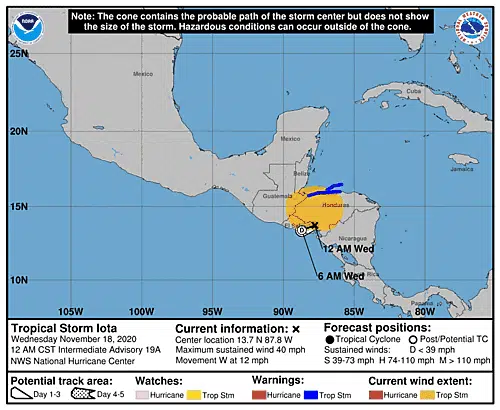 Note: The cone contains the probable path of the storm center but does not show
the size of the storm. Hazardous conditions can occur outside of the cone.
NOAA
25N
Mexico
Cuba
20N
Mexico
Jamaica
Belize
Guatemala
15N
Honduras
El Salvador
Nicaragua
D
12 AM Wed
6 AM Wed
Costa Rica
10N
Panama
105W 100W 95W 90W 85W 80W
Tropical Storm Iota
Wednesday November 18, 2020
12 AM CST Intermediate Advisory 19A
NWS National Hurricane Center
Current information: x
Center location 13.7 N 87.8 W
Maximum sustained wind 40 mph
Movement W at 12 mph
Forecast positions:
Tropical Cyclone Post/Potential TC
Sustained winds: D < 39 mph
S 39-73 mph H 74-110 mph M > 110 mph
Potential track area:
Day 1-3 Day 4-5
Watches:
Hurricane Trop Stm
Warnings:
Hurricane Trop Stm
Current wind extent:
Hurricane Trop Stm